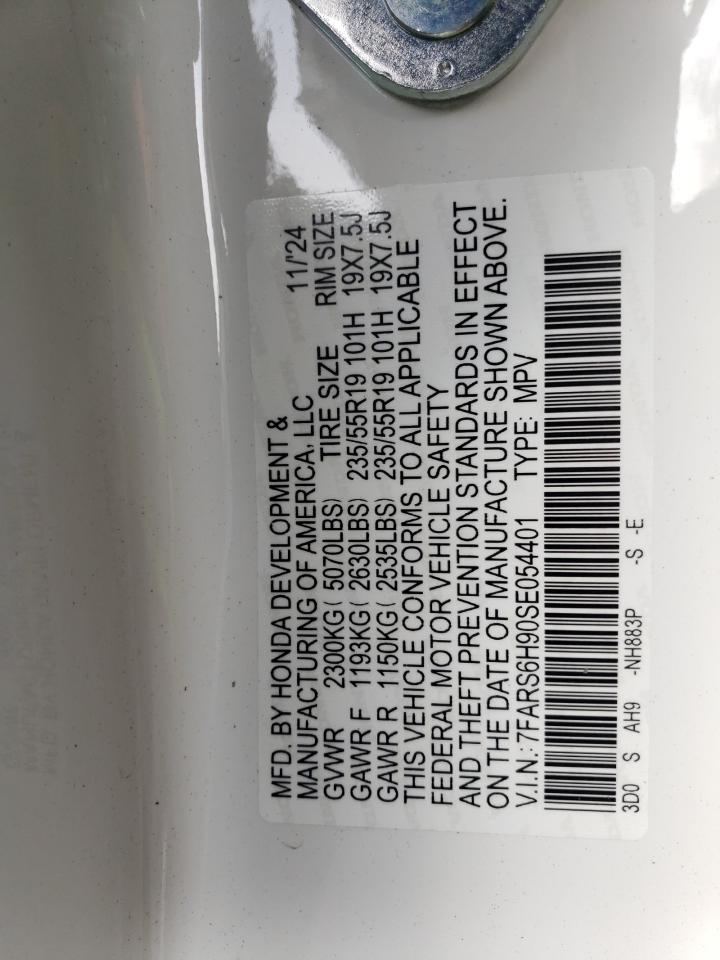 MFD. BY HONDA DEVELOPMENT &
MANUFACTURING OF AMERICA, LLC 11/'24
GVWR 2300KG( 5070LBS) TIRE SIZE RIM SIZE
GAWR F 1193KG( 2630LBS) 235/55R19 101H 19X7.5J
GAWR R 1150KG( 2535LBS) 235/55R19 101H 19X7.5J
THIS VEHICLE CONFORMS TO ALL APPLICABLE
FEDERAL MOTOR VEHICLE SAFETY
AND THEFT PREVENTION STANDARDS IN EFFECT
ON THE DATE OF MANUFACTURE SHOWN ABOVE.
V.I.N.: 7FARS6H90SE054401 TYPE: MPV
3D0 S AH9 -NH883P -S -E